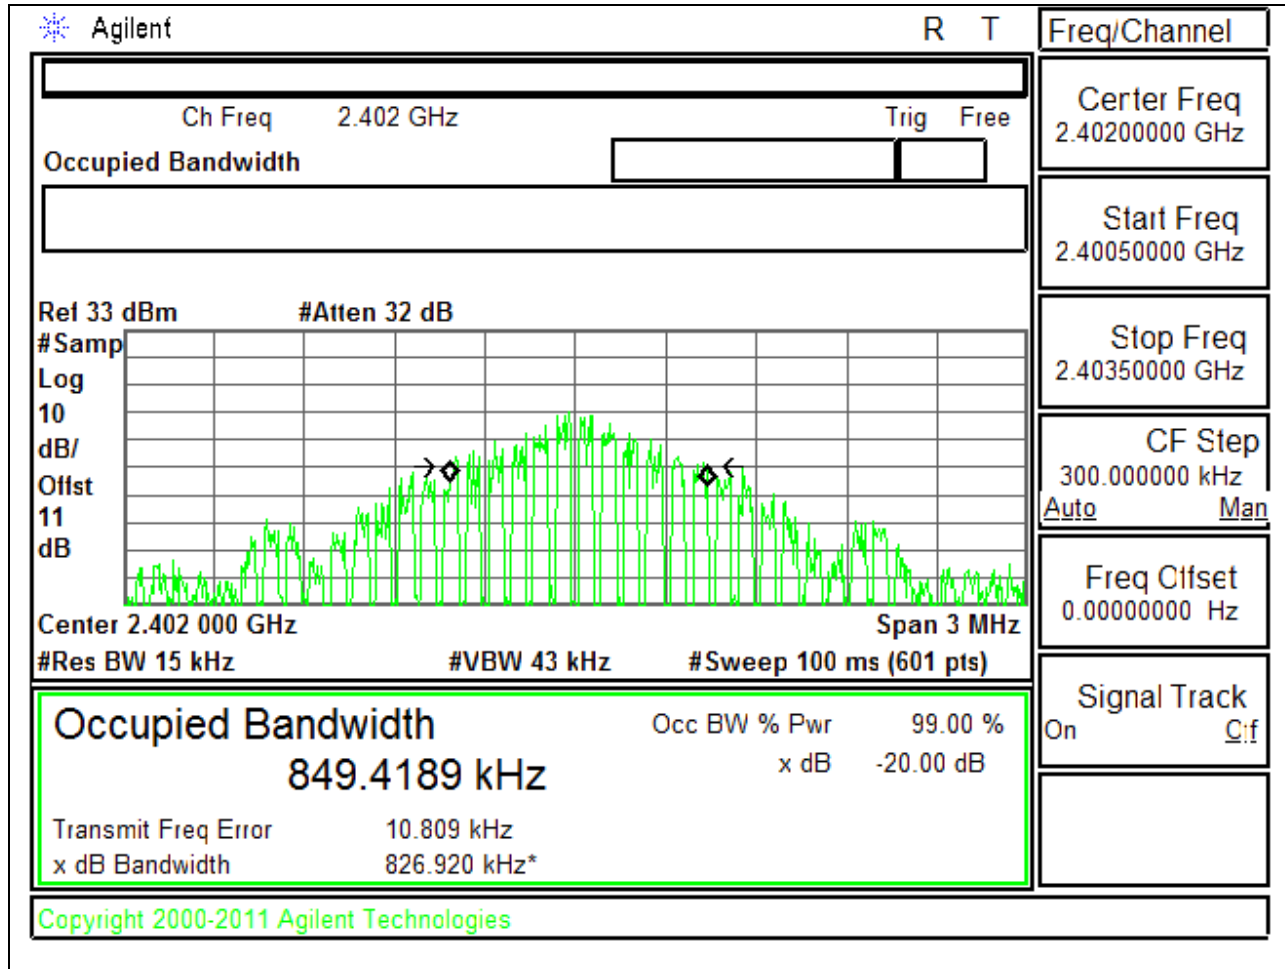 Agilent R T
Freq/Channel
Ch Freq 2.402 GHz Trig Free
Occupied Bandwidth
Center Freq
2.40200000 GHz
Start Freq
2.40050000 GHz
Stop Freq
2.40350000 GHz
CF Step
300.000000 kHz
Auto Man
Freq Offset
0.00000000 Hz
Signal Track
On Off
Ref 33 dBm #Atten 32 dB
#Samp
Log
10
dB/
Offst
11
dB
Center 2.402 000 GHz Span 3 MHz
#Res BW 15 kHz #VBW 43 kHz #Sweep 100 ms (601 pts)
Occupied Bandwidth
849.4189 kHz
Occ BW % Pwr 99.00 %
x dB -20.00 dB
Transmit Freq Error 10.809 kHz
x dB Bandwidth 826.920 kHz*
Copyright 2000-2011 Agilent Technologies